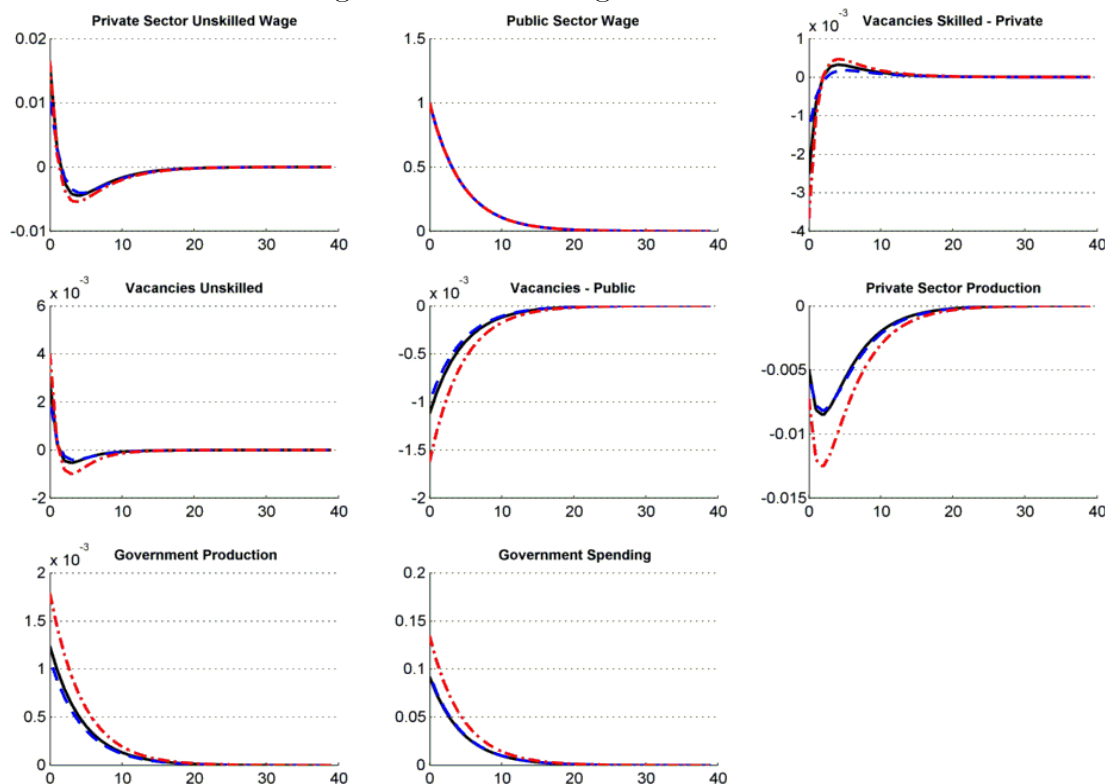 Private Sector Unskilled Wage
0.02
0.01
0
-0.01
0 10 20 30 40
Public Sector Wage
1.5
1
0.5
0
0 10 20 30 40
Vacancies Skilled - Private
x 10⁻³
1
0
-1
-2
-3
-4
0 10 20 30 40
Vacancies Unskilled
x 10⁻³
6
4
2
0
-2
0 10 20 30 40
Vacancies - Public
x 10⁻³
0
-0.5
-1
-1.5
-2
0 10 20 30 40
Private Sector Production
0
-0.005
-0.01
-0.015
0 10 20 30 40
Government Production
x 10⁻³
2
1.5
1
0.5
0
0 10 20 30 40
Government Spending
0.2
0.15
0.1
0.05
0
0 10 20 30 40